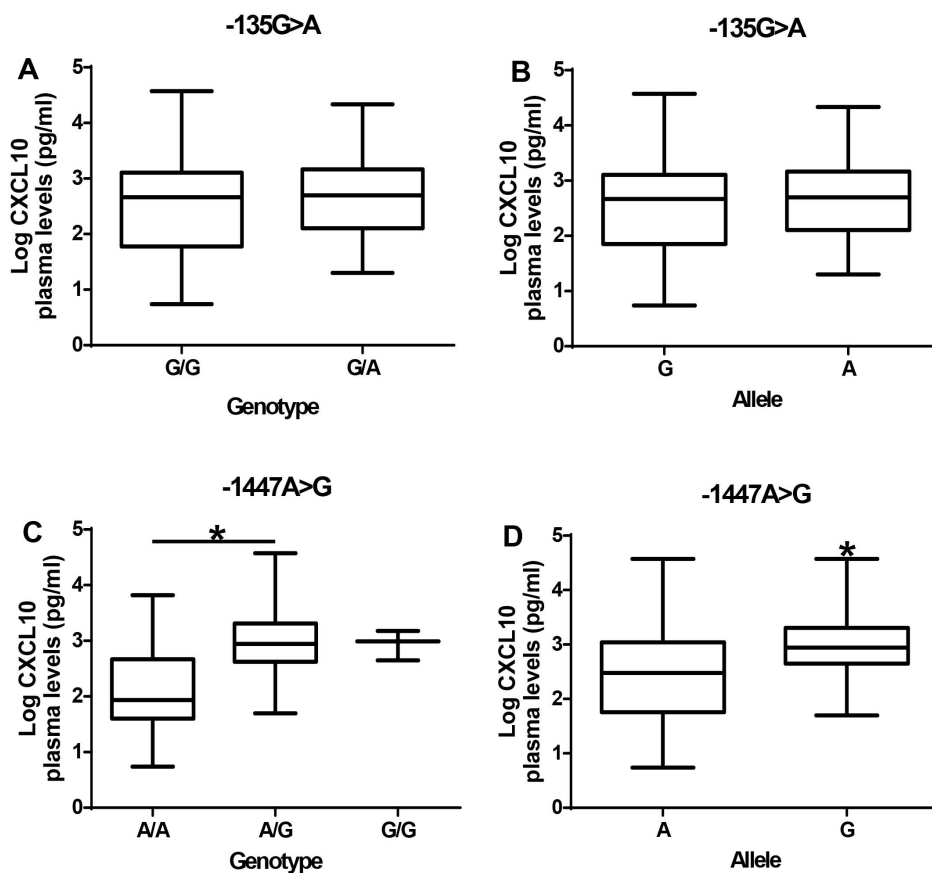 -135G>A
A
Log CXCL10
plasma levels (pg/ml)
5
4
3
2
1
0
G/G
G/A
Genotype
-135G>A
B
Log CXCL10
plasma levels (pg/ml)
5
4
3
2
1
0
G
A
Allele
-1447A>G
C
Log CXCL10
plasma levels (pg/ml)
5
4
3
2
1
0
*
A/A
A/G
G/G
Genotype
-1447A>G
D
Log CXCL10
plasma levels (pg/ml)
5
4
3
2
1
0
*
A
G
Allele